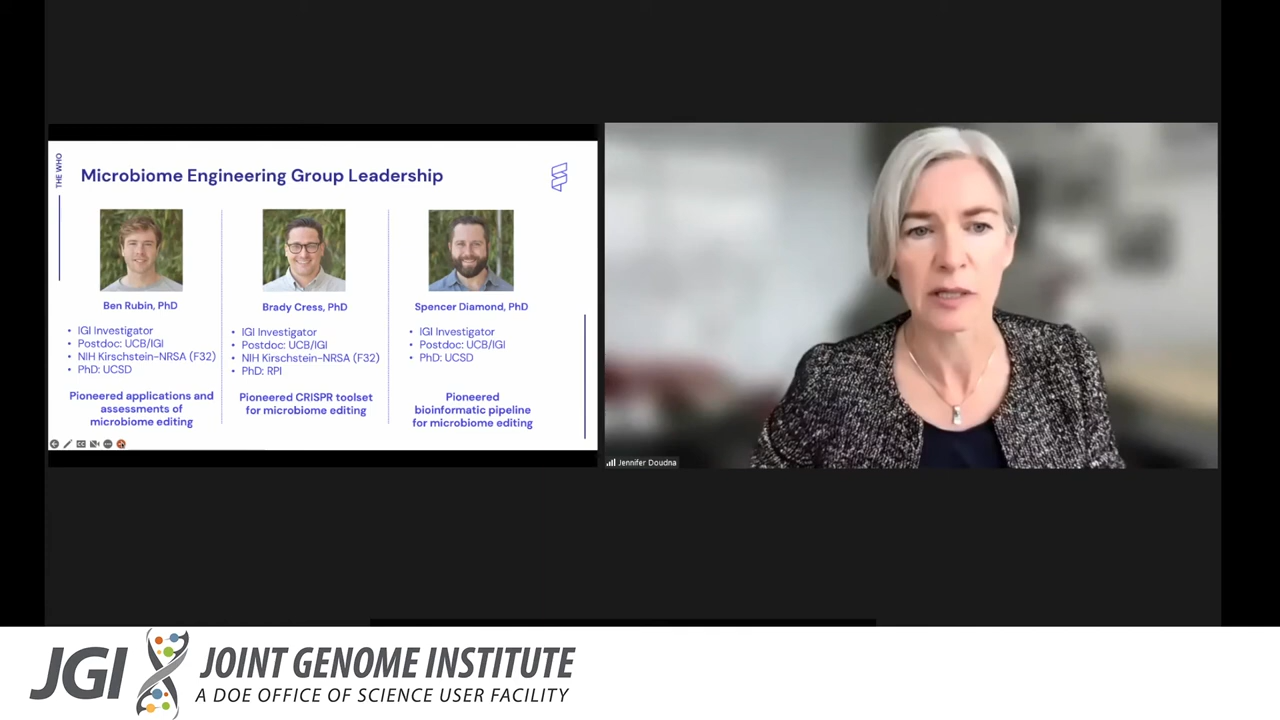 THE WHO
Microbiome Engineering Group Leadership
Ben Rubin, PhD
• IGI Investigator
• Postdoc: UCB/IGI
• NIH Kirschstein-NRSA (F32)
• PhD: UCSD
Pioneered applications and
assessments of
microbiome editing
Brady Cress, PhD
• IGI Investigator
• Postdoc: UCB/IGI
• NIH Kirschstein-NRSA (F32)
• PhD: RPI
Pioneered CRISPR toolset
for microbiome editing
Spencer Diamond, PhD
• IGI Investigator
• Postdoc: UCB/IGI
• PhD: UCSD
Pioneered
bioinformatic pipeline
for microbiome editing
Jennifer Doudna
JGI
JOINT GENOME INSTITUTE
A DOE OFFICE OF SCIENCE USER FACILITY